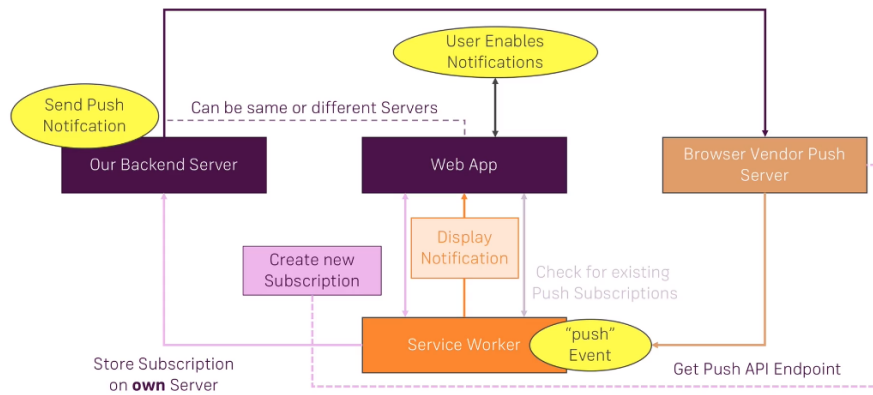 User Enables
Notifications
Send Push
Notifcation
Can be same or different Servers
Our Backend Server
Web App
Browser Vendor Push
Server
Display
Notification
Create new
Subscription
Check for existing
Push Subscriptions
Service Worker
“push”
Event
Store Subscription
on own Server
Get Push API Endpoint